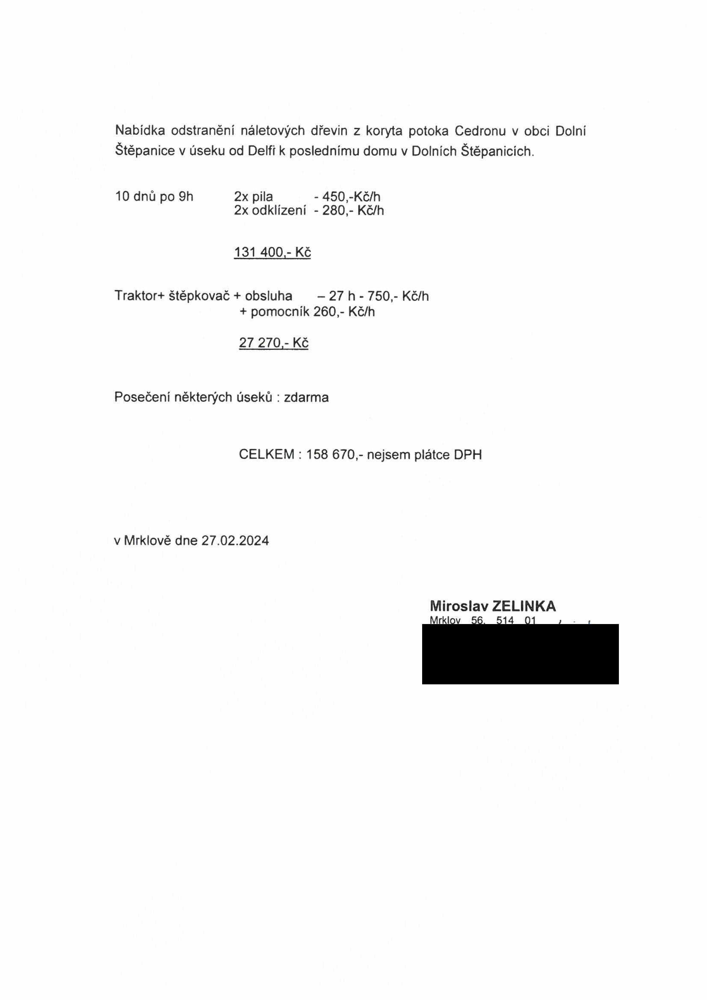 Nabídka odstranění náletových dřevin z koryta potoka Cedronu v obci Dolní
Štěpanice v úseku od Delfi k poslednímu domu v Dolních Štěpanicích.
10 dnů po 9h 2x pila - 450,-Kč/h
2x odklízení - 280,- Kč/h
131 400,- Kč
Traktor+ štěpkovač + obsluha – 27 h - 750,- Kč/h
+ pomocník 260,- Kč/h
27 270,- Kč
Posečení některých úseků : zdarma
CELKEM : 158 670,- nejsem plátce DPH
v Mrklově dne 27.02.2024
Miroslav ZELINKA
Mrklov 56, 514 01